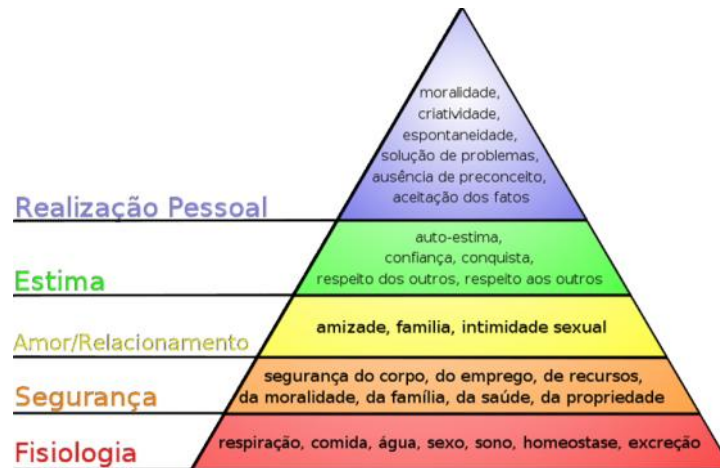 moralidade,
criatividade,
espontaneidade,
solução de problemas,
ausência de preconceito,
aceitação dos fatos
Realização Pessoal
auto-estima,
confiança, conquista,
respeito dos outros, respeito aos outros
Estima
amizade, familia, intimidade sexual
Amor/Relacionamento
segurança do corpo, do emprego, de recursos,
da moralidade, da família, da saúde, da propriedade
Segurança
respiração, comida, água, sexo, sono, homeostase, excreção
Fisiologia